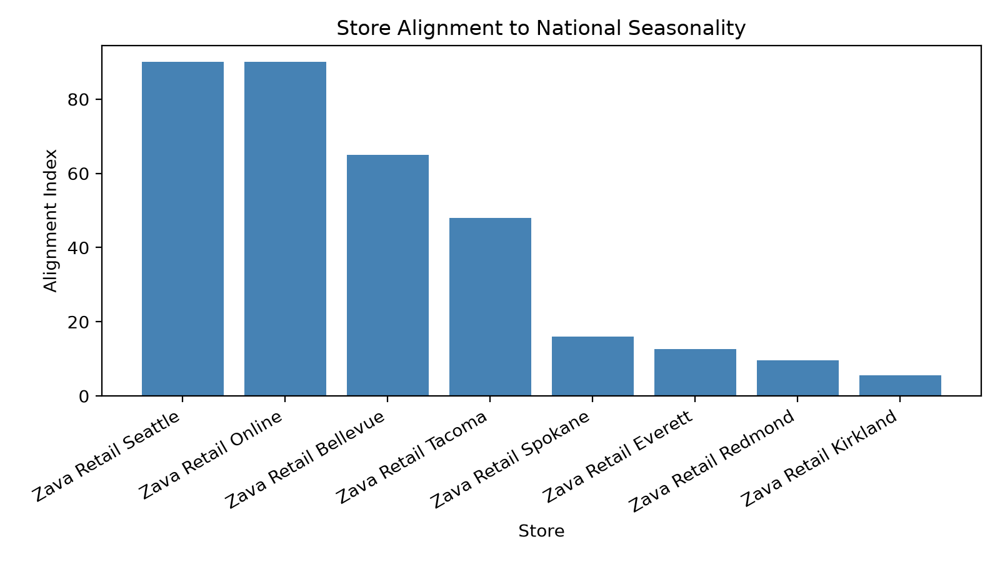 Store Alignment to National Seasonality
Alignment Index
80
60
40
20
0
Zava Retail Seattle
Zava Retail Online
Zava Retail Bellevue
Zava Retail Tacoma
Zava Retail Spokane
Zava Retail Everett
Zava Retail Redmond
Zava Retail Kirkland
Store